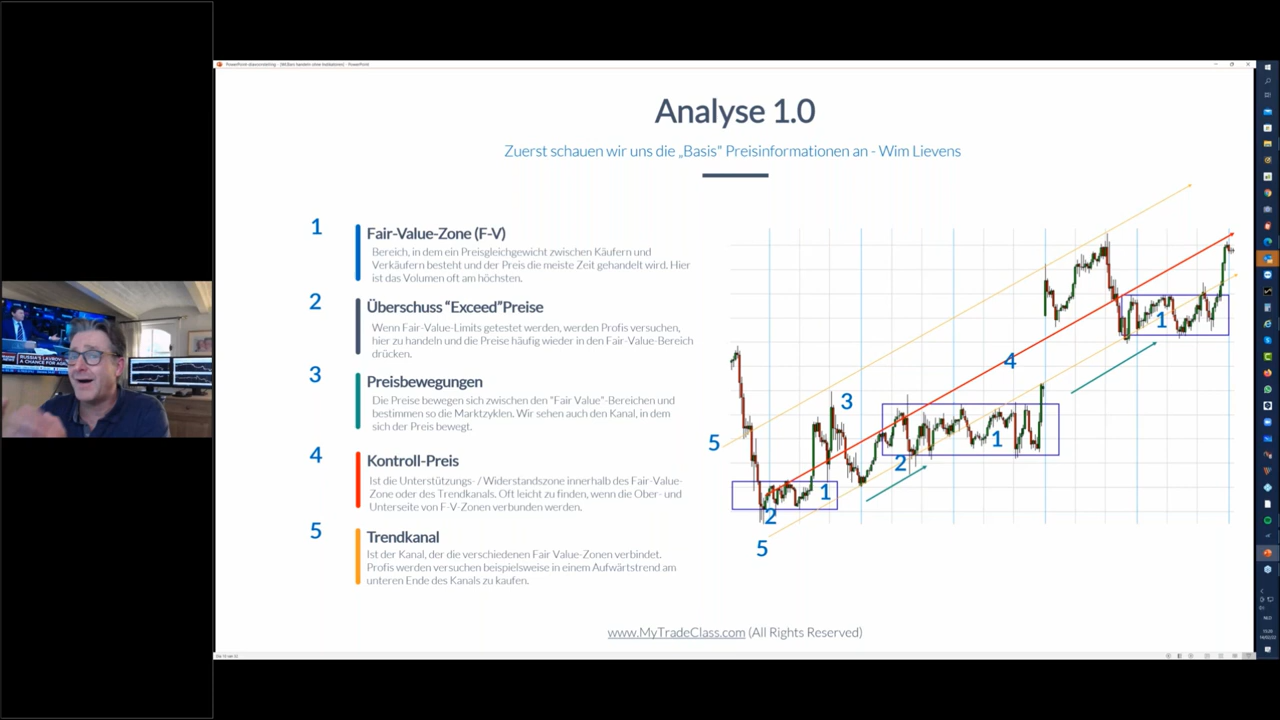 PowerPoint-diavoorstelling - [WH
Analyse 1.0
Zuerst schauen wir uns die „Basis“ Preisinformationen an - Wim Lievens
1
Fair-Value-Zone (F-V)
Bereich, in dem ein Preisgleichgewicht zwischen Käufern und
Verkäufern besteht und der Preis die meiste Zeit gehandelt wird. Hier
ist das Volumen oft am höchsten.
2
Überschuss “Exceed”Preise
Wenn Fair-Value-Limits getestet werden, werden Profis versuchen,
hier zu handeln und die Preise häufig wieder in den Fair-Value-Bereich
drücken.
3
Preisbewegungen
Die Preise bewegen sich zwischen den “Fair Value”-Bereichen und
bestimmen so die Marktzyklen. Wir sehen auch den Kanal, in dem
sich der Preis bewegt.
4
Kontroll-Preis
Ist die Unterstützungs- / Widerstandszone innerhalb des Fair-Value-
Zone oder des Trendkanals. Oft leicht zu finden, wenn die Ober- und
Unterseite von F-V-Zonen verbunden werden.
5
Trendkanal
Ist der Kanal, der die verschiedenen Fair Value-Zonen verbindet.
Profis werden versuchen beispielsweise in einem Aufwärtstrend am
unteren Ende des Kanals zu kaufen.
1
4
3
1
5
2
1
2
5
www.MyTradeClass.com (All Rights Reserved)
RUSSIA'S LAVROV
A CHANCE FOR
NLD